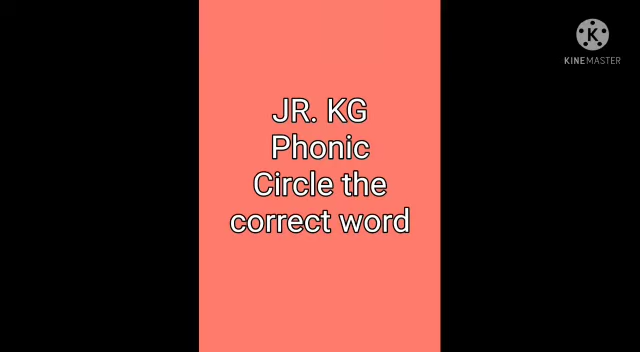 K
KINEMASTER
JR. KG
Phonic
Circle the
correct word